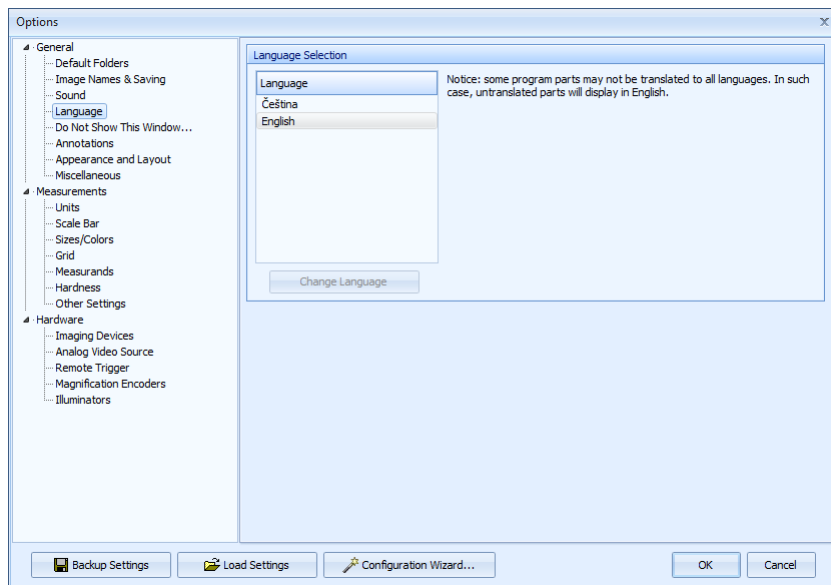 Options
General
Default Folders
Image Names & Saving
Sound
Language
Do Not Show This Window...
Annotations
Appearance and Layout
Miscellaneous
Measurements
Units
Scale Bar
Sizes/Colors
Grid
Measurands
Hardness
Other Settings
Hardware
Imaging Devices
Analog Video Source
Remote Trigger
Magnification Encoders
Illuminators
Language Selection
Language
Čeština
English
Change Language
Notice: some program parts may not be translated to all languages. In such
case, untranslated parts will display in English.
Backup Settings
Load Settings
Configuration Wizard...
OK
Cancel